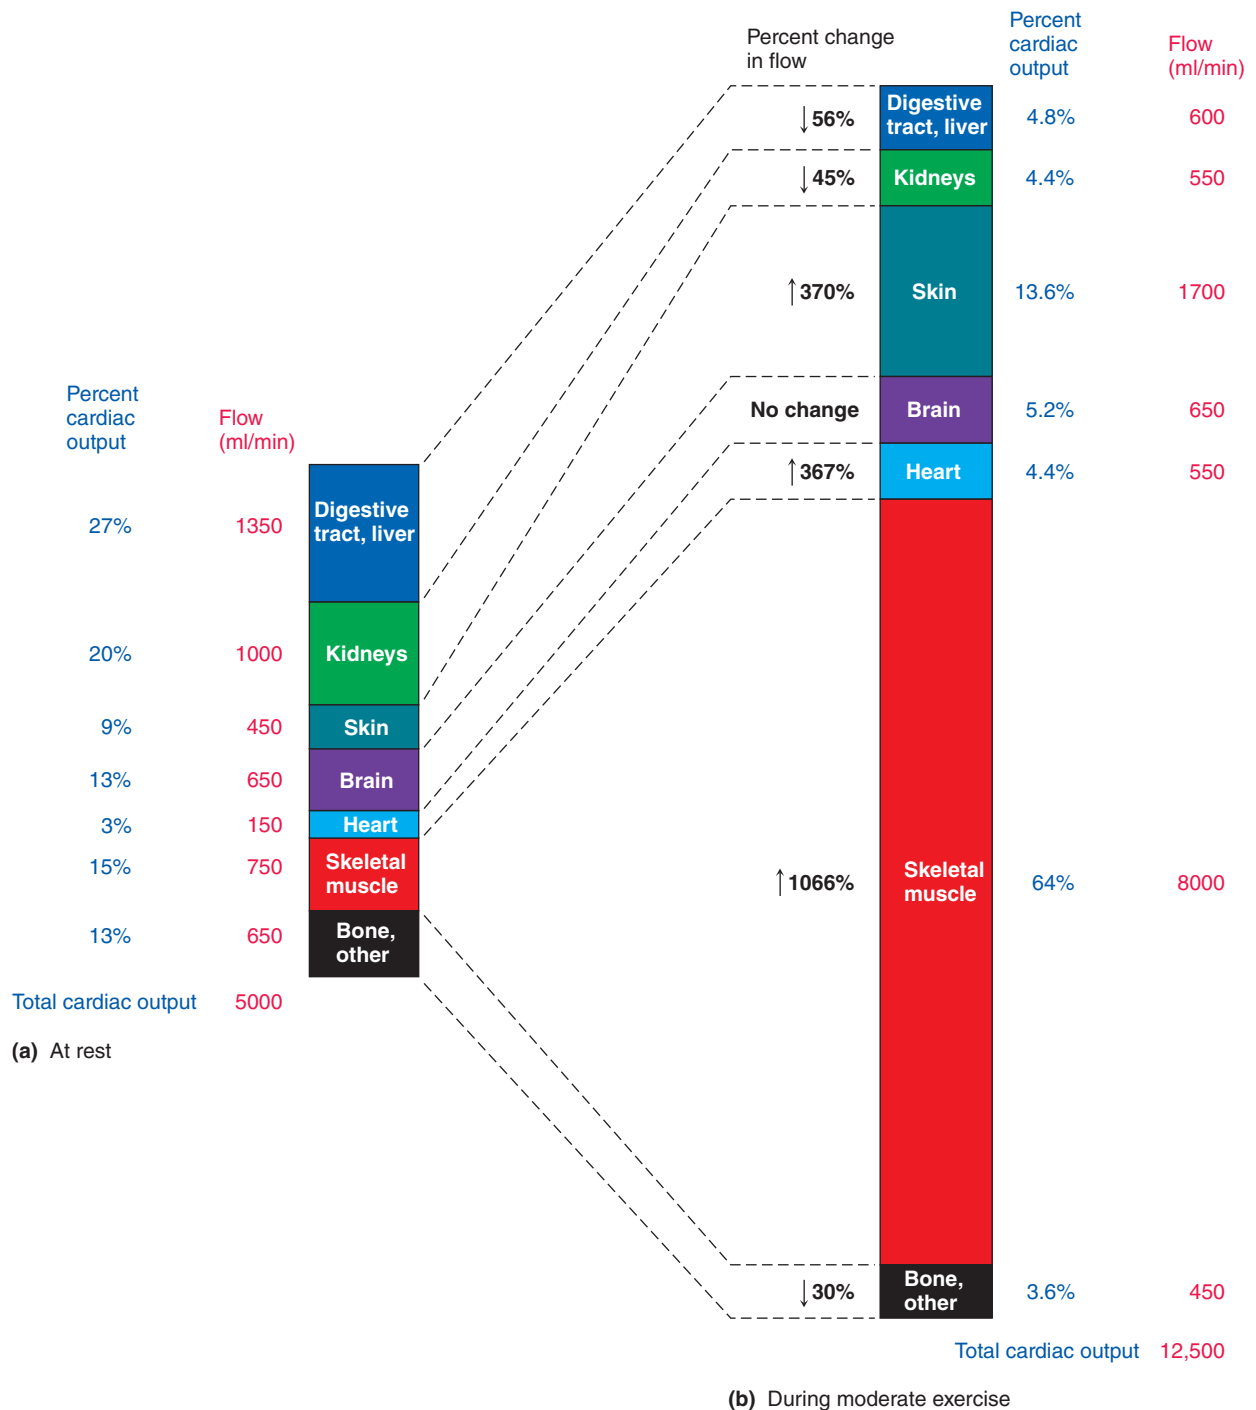 Percent change
in flow
Percent
cardiac
output
Flow
(ml/min)
↓56%
Digestive
tract, liver
4.8%
600
↓45%
Kidneys
4.4%
550
↑370%
Skin
13.6%
1700
No change
Brain
5.2%
650
↑367%
Heart
4.4%
550
↑1066%
Skeletal
muscle
64%
8000
↓30%
Bone,
other
3.6%
450
Total cardiac output 12,500
(b) During moderate exercise
Percent
cardiac
output
Flow
(ml/min)
27%
1350
Digestive
tract, liver
20%
1000
Kidneys
9%
450
Skin
13%
650
Brain
3%
150
Heart
15%
750
Skeletal
muscle
13%
650
Bone,
other
Total cardiac output 5000
(a) At rest